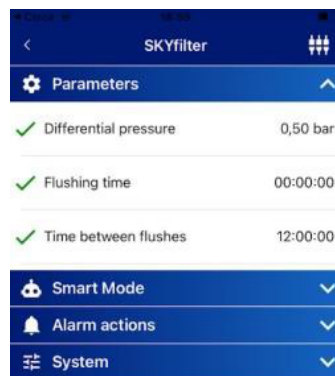 SKYfilter
Parameters
Differential pressure 0,50 bar
Flushing time 00:00:00
Time between flushes 12:00:00
Smart Mode
Alarm actions
System